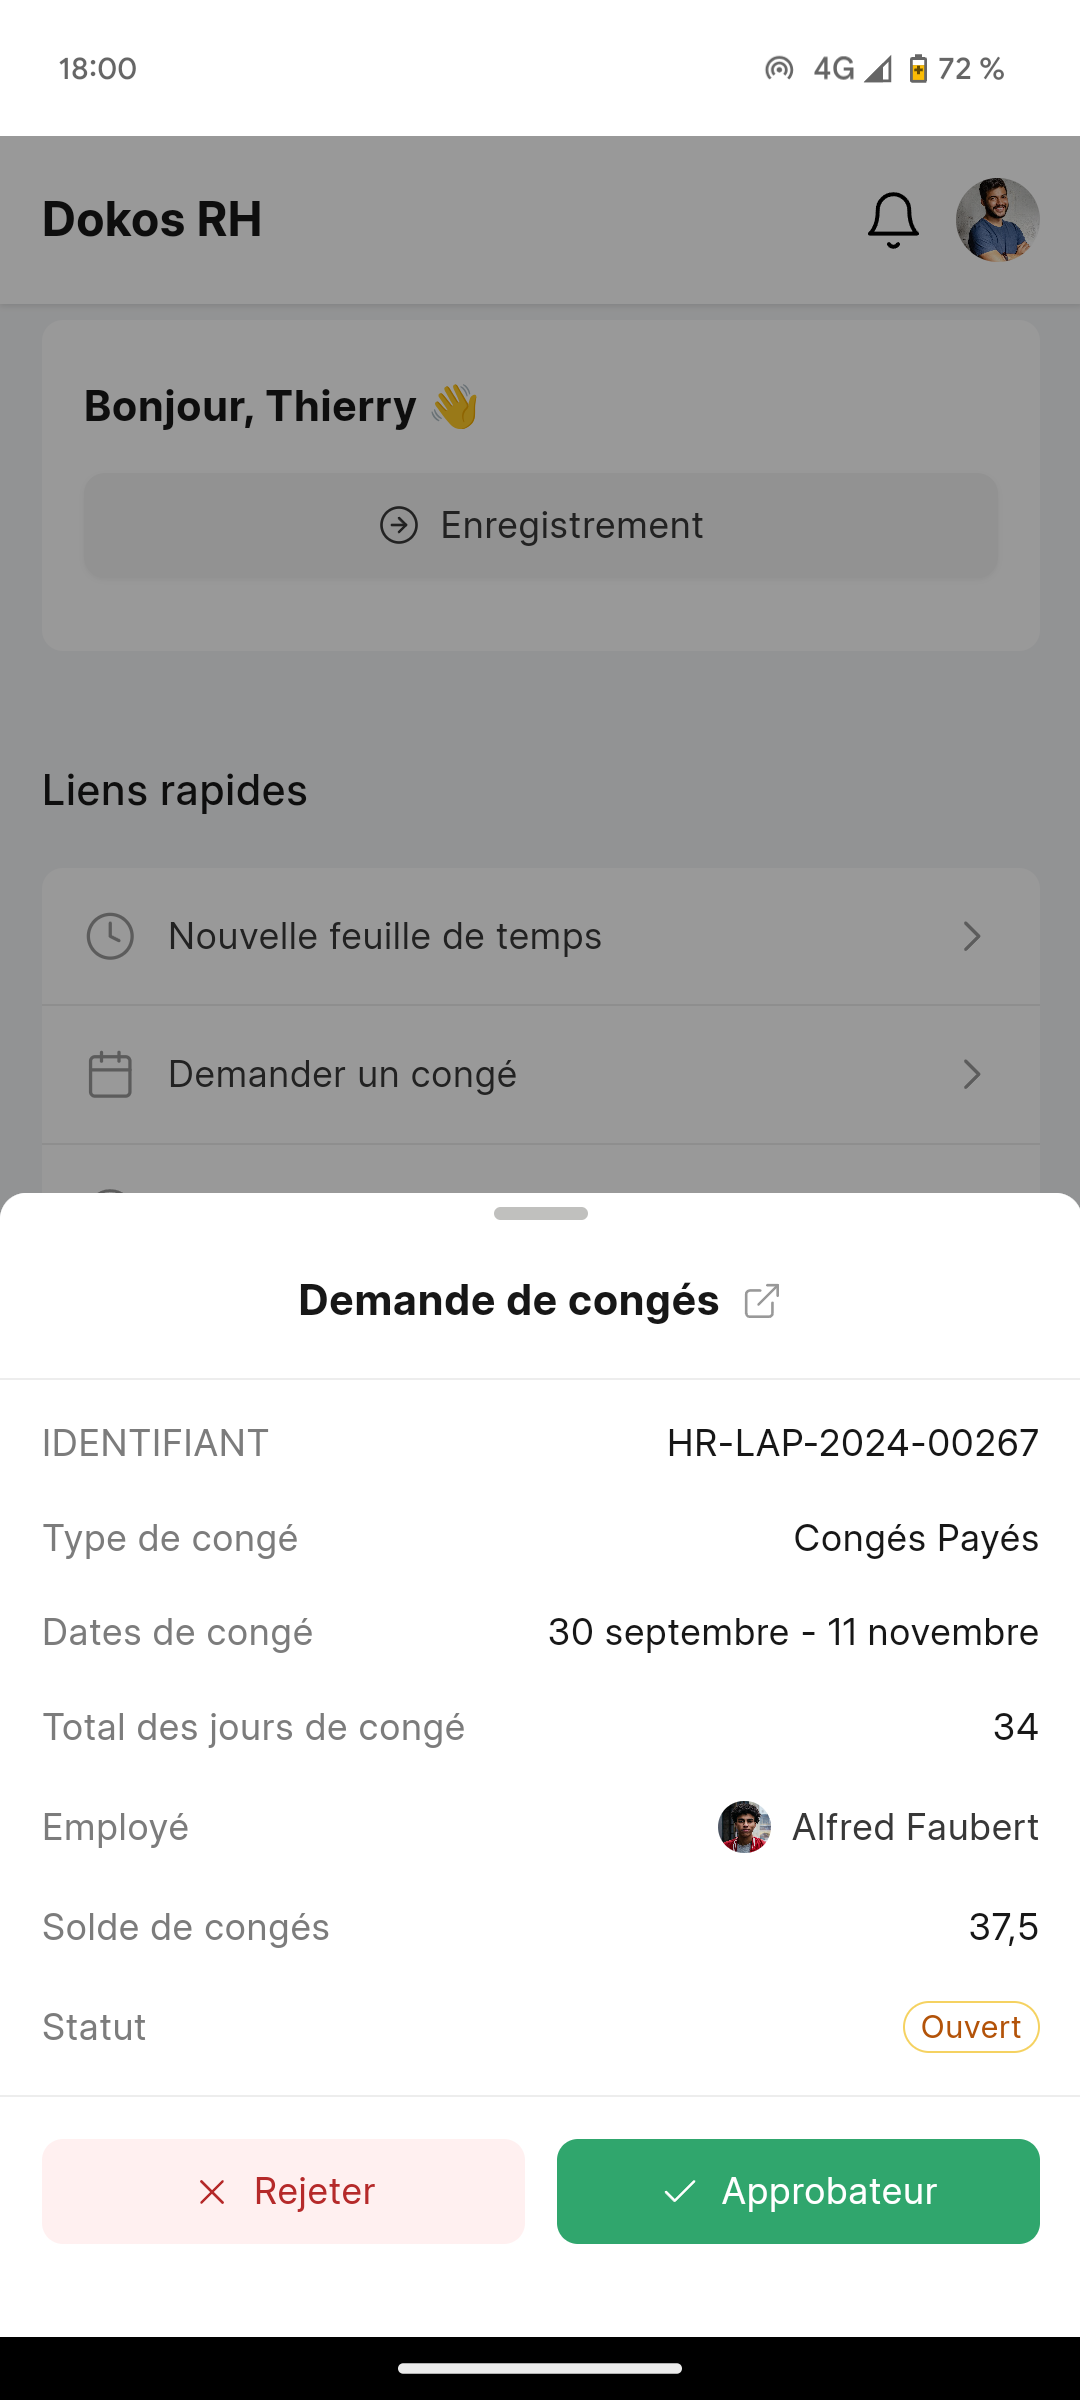 18:00 4G 72 %
Dokos RH
Bonjour, Thierry 👋
Enregistrement
Liens rapides
Nouvelle feuille de temps
Demander un congé
Demande de congés
IDENTIFIANT HR-LAP-2024-00267
Type de congé Congés Payés
Dates de congé 30 septembre - 11 novembre
Total des jours de congé 34
Employé Alfred Faubert
Solde de congés 37,5
Statut Ouvert
Rejeter Approbateur